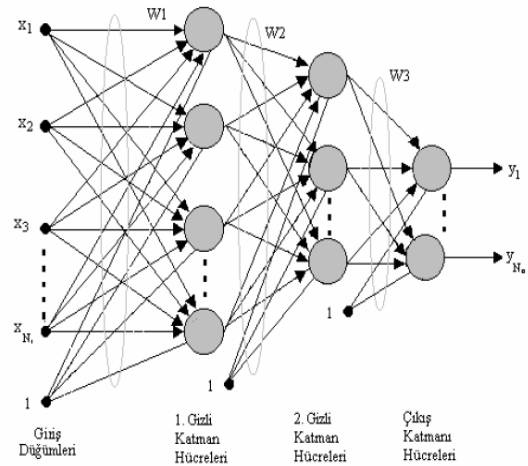 x1
W1
W2
W3
x2
x3
xNi
1
1
1
y1
yNo
Giriş
Düğümleri
1. Gizli
Katman
Hücreleri
2. Gizli
Katman
Hücreleri
Çıkış
Katmanı
Hücreleri